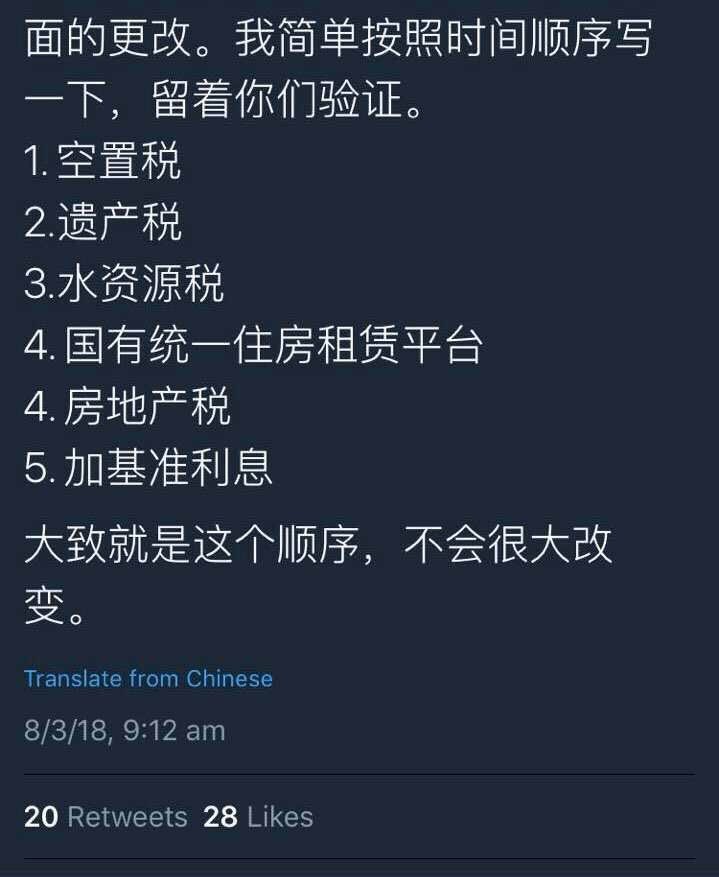 面的更改。我简单按照时间顺序写
一下，留着你们验证。
1. 空置税
2.遗产税
3.水资源税
4. 国有统一住房租赁平台
4. 房地产税
5. 加基准利息
大致就是这个顺序，不会很大改
变。
Translate from Chinese
8/3/18, 9:12 am
20 Retweets 28 Likes